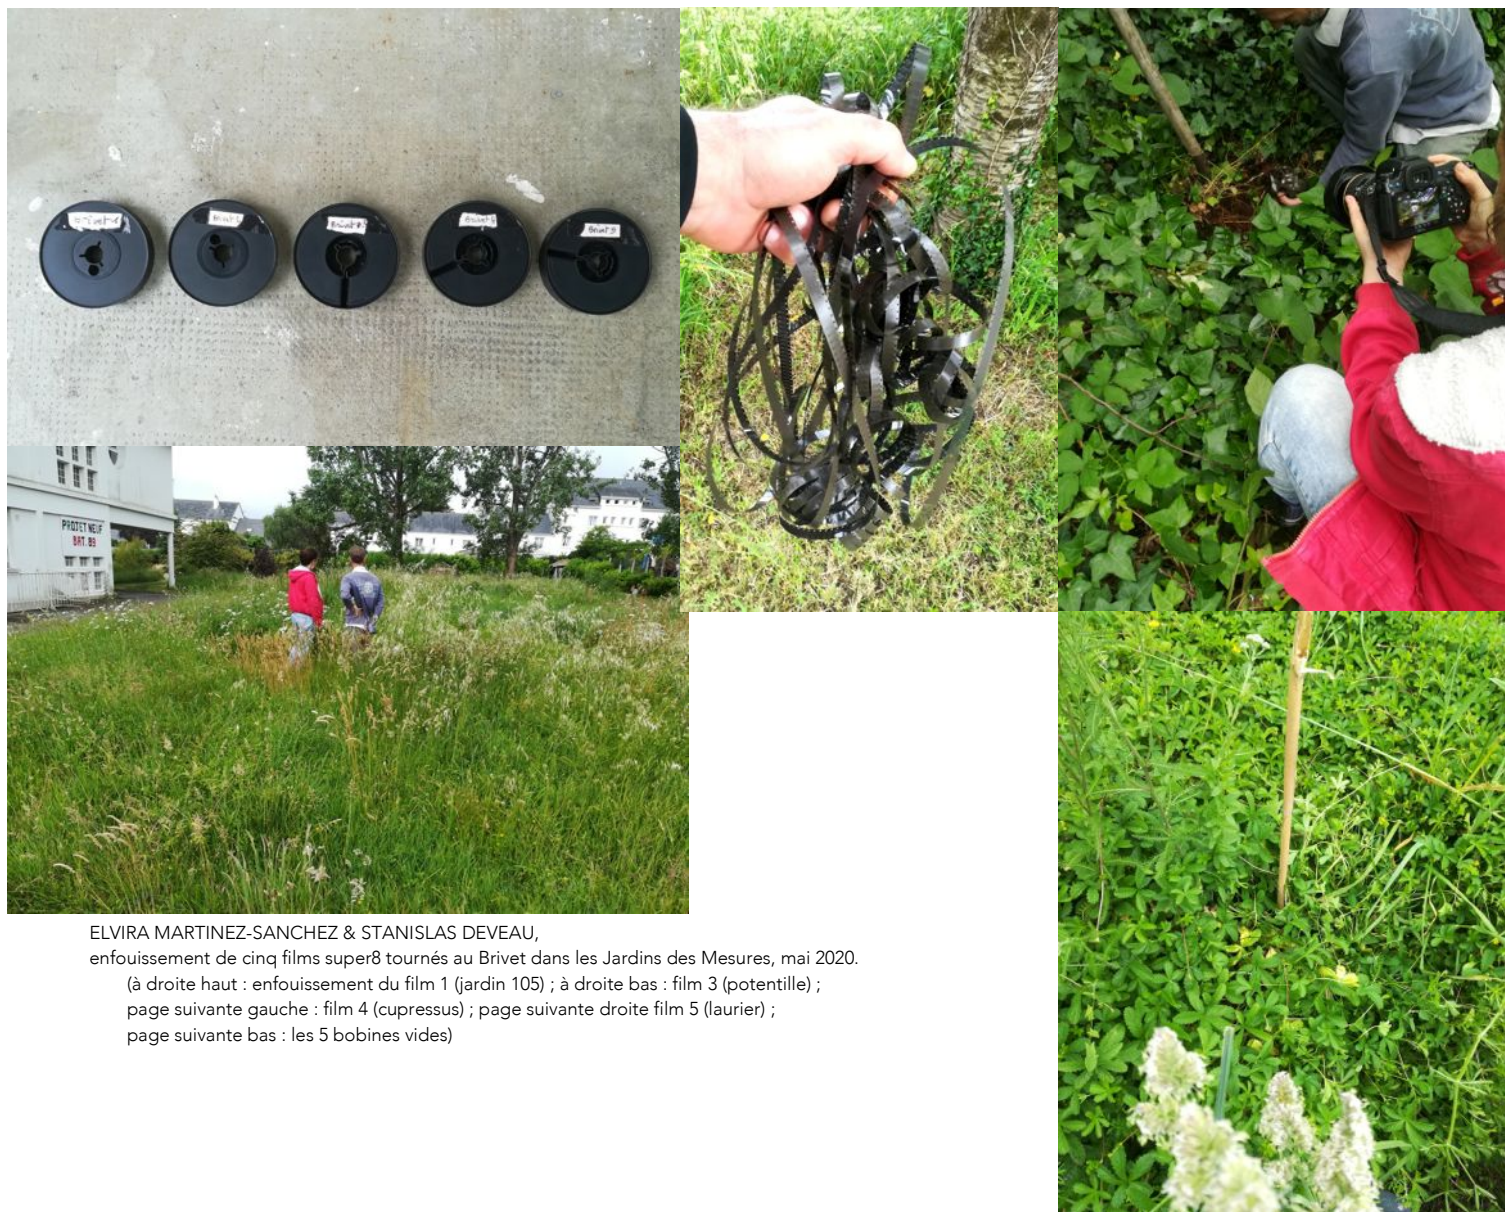 Brivet 5
PROJET NEUF
BAT. 89
ELVIRA MARTINEZ-SANCHEZ & STANISLAS DEVEAU,
enfouissement de cinq films super8 tournés au Brivet dans les Jardins des Mesures, mai 2020.
(à droite haut : enfouissement du film 1 (jardin 105) ; à droite bas : film 3 (potentille) ;
page suivante gauche : film 4 (cupressus) ; page suivante droite film 5 (laurier) ;
page suivante bas : les 5 bobines vides)